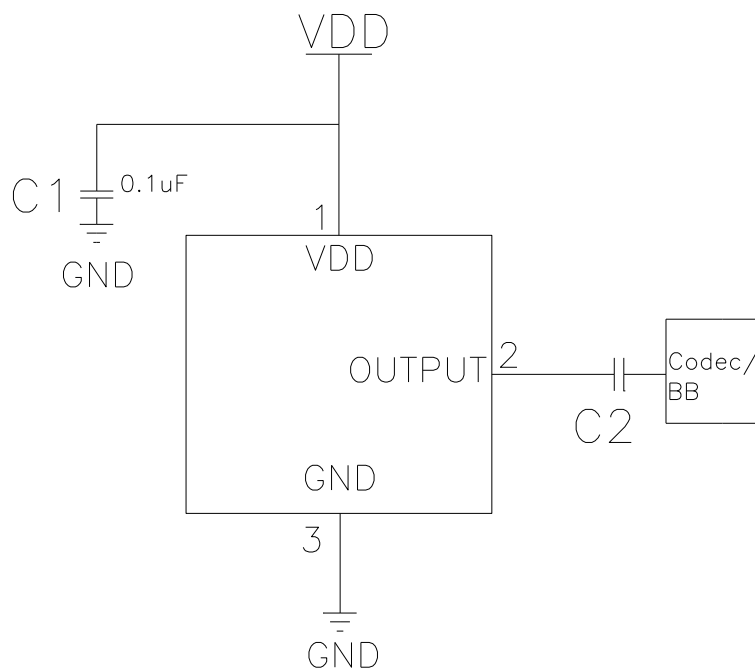 VDD
C1
0.1uF
GND
1
VDD
OUTPUT
2
C2
Codec/
BB
GND
3
GND